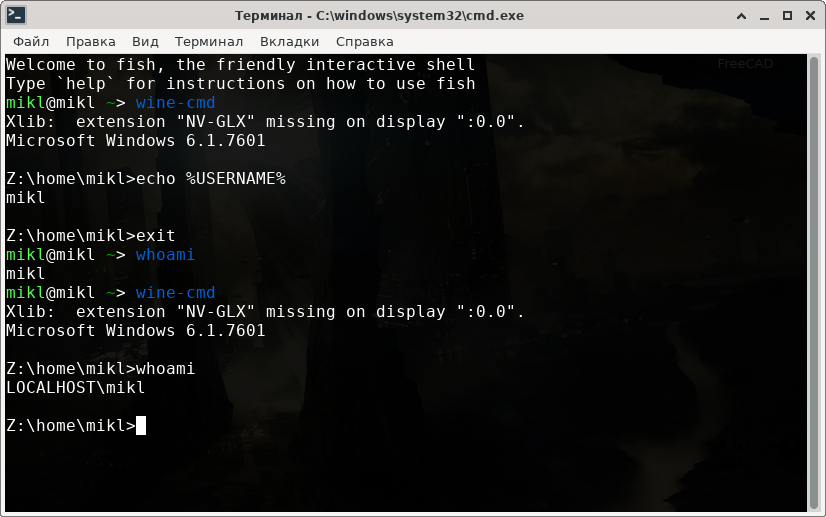 Терминал - C:\windows\system32\cmd.exe
Файл Правка Вид Терминал Вкладки Справка
FreeCAD
Welcome to fish, the friendly interactive shell
Type `help` for instructions on how to use fish
mikl@mikl ~> wine-cmd
Xlib:  extension "NV-GLX" missing on display ":0.0".
Microsoft Windows 6.1.7601
Z:\home\mikl>echo %USERNAME%
mikl
Z:\home\mikl>exit
mikl@mikl ~> whoami
mikl
mikl@mikl ~> wine-cmd
Xlib:  extension "NV-GLX" missing on display ":0.0".
Microsoft Windows 6.1.7601
Z:\home\mikl>whoami
LOCALHOST\mikl
Z:\home\mikl>